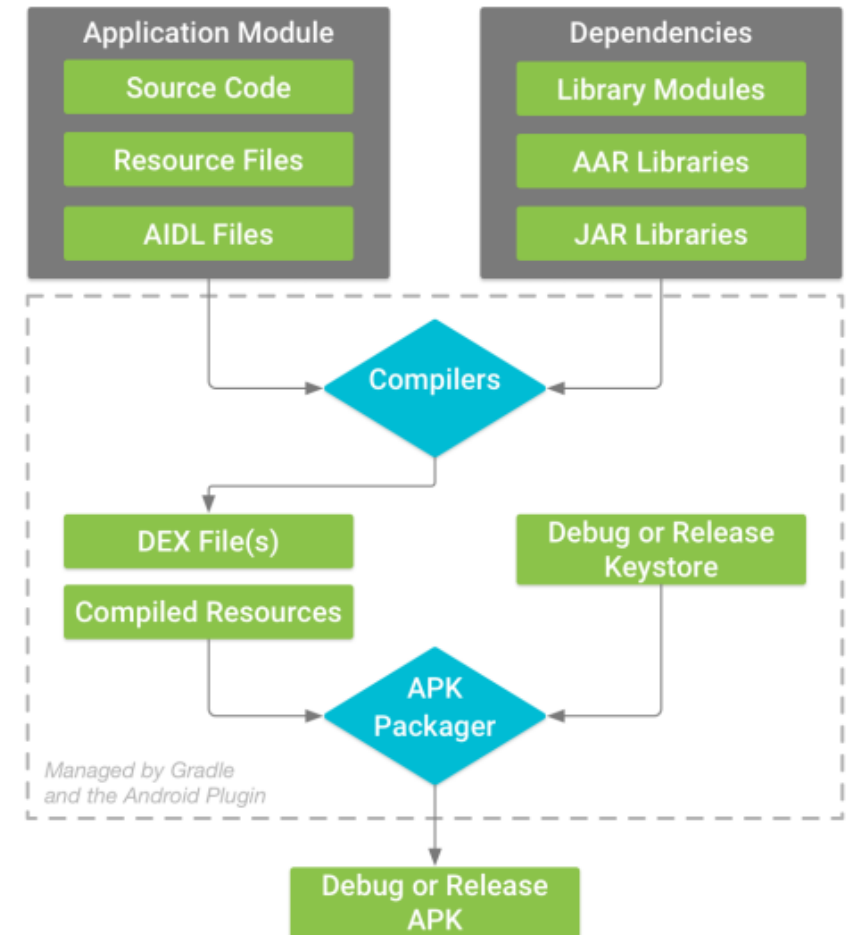 Application Module
Source Code
Resource Files
AIDL Files
Dependencies
Library Modules
AAR Libraries
JAR Libraries
Compilers
DEX File(s)
Compiled Resources
Debug or Release
Keystore
APK
Packager
Managed by Gradle
and the Android Plugin
Debug or Release
APK